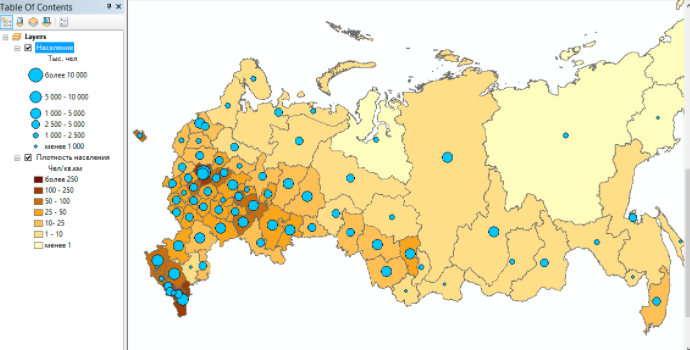 Table Of Contents
Layers
Население
Тыс. чел
более 10 000
5 000 - 10 000
1 000 - 5 000
2 500 - 5 000
1 000 - 2 500
менее 1 000
Плотность населения
Чел/кв.км
более 250
100 - 250
50 - 100
25 - 50
10- 25
1 - 10
менее 1